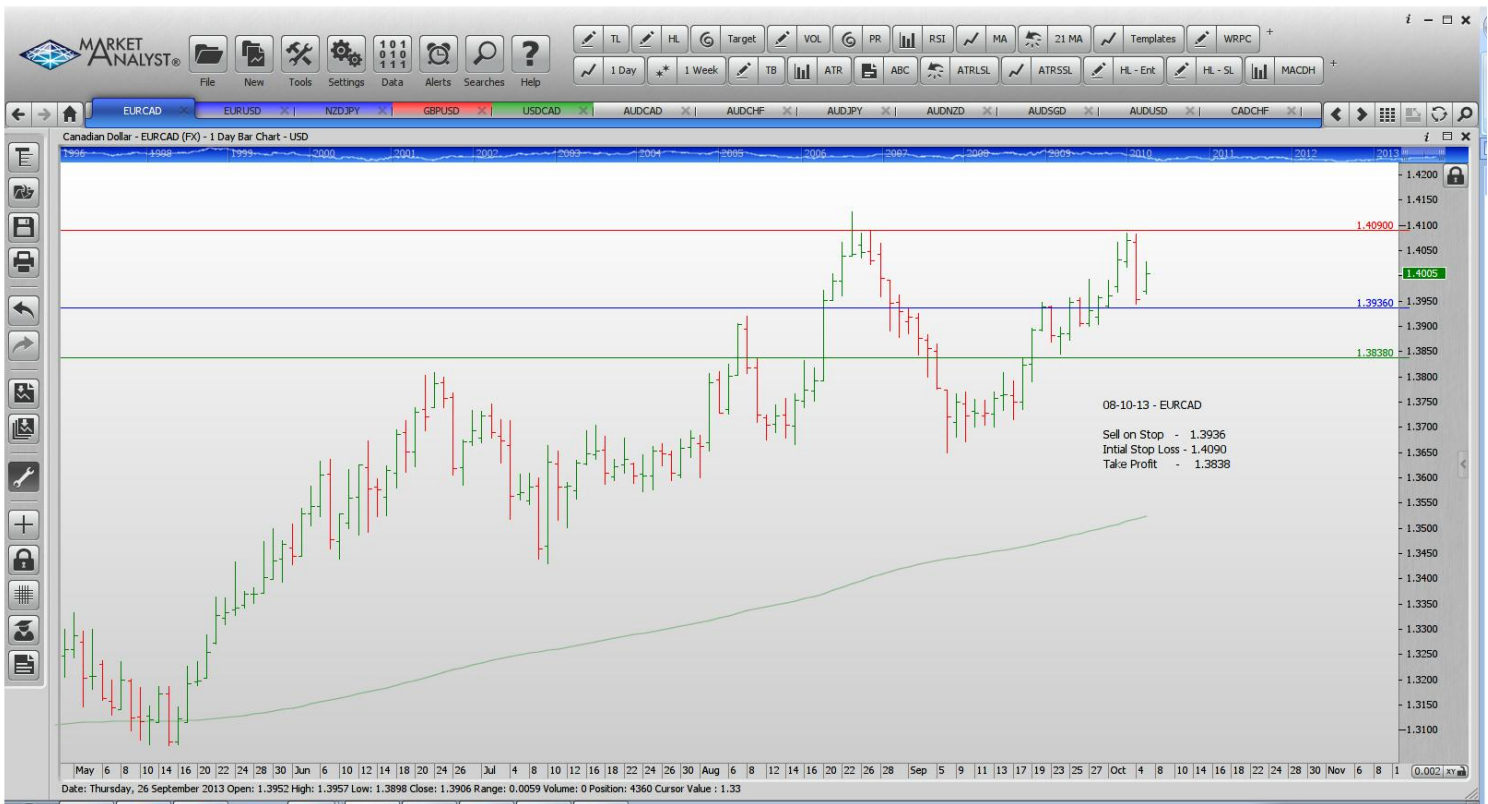 MARKET ANALYST®
File New Tools Settings Data Alerts Searches Help
TL HL Target VOL PR RSI MA 21 MA Templates WRPC +
1 Day 1 Week TB ATR ABC ATRLSL ATRSSL HL - Ent HL - SL MACDH +
EURCAD EURUSD NZDJPY GBPUSD USDCAD AUDCAD AUDCHF AUDJPY AUDNZD AUDSGD AUDUSD CADCHF
Canadian Dollar - EURCAD (FX) - 1 Day Bar Chart - USD
1996 1998 1999 2000 2001 2002 2003 2004 2005 2006 2007 2008 2009 2010 2011 2012 2013
1.4200
1.4150
1.40900
1.4100
1.4050
1.4005
1.3950
1.39360
1.3900
1.38380
1.3850
1.3800
1.3750
08-10-13 - EURCAD
1.3700
Sell on Stop - 1.3936
Intial Stop Loss - 1.4090
1.3650
Take Profit - 1.3838
1.3600
1.3550
1.3500
1.3450
1.3400
1.3350
1.3300
1.3250
1.3200
1.3150
1.3100
May 6 8 10 14 16 20 22 24 28 30 Jun 6 10 12 14 18 20 24 26 Jul 4 8 10 12 16 18 22 24 26 30 Aug 6 8 12 14 16 20 22 26 28 Sep 5 9 11 13 17 19 23 25 27 Oct 4 8 10 14 16 18 22 24 28 30 Nov 6 8 1 0.002 XY
Date: Thursday, 26 September 2013 Open: 1.3952 High: 1.3957 Low: 1.3898 Close: 1.3906 Range: 0.0059 Volume: 0 Position: 4360 Cursor Value : 1.33